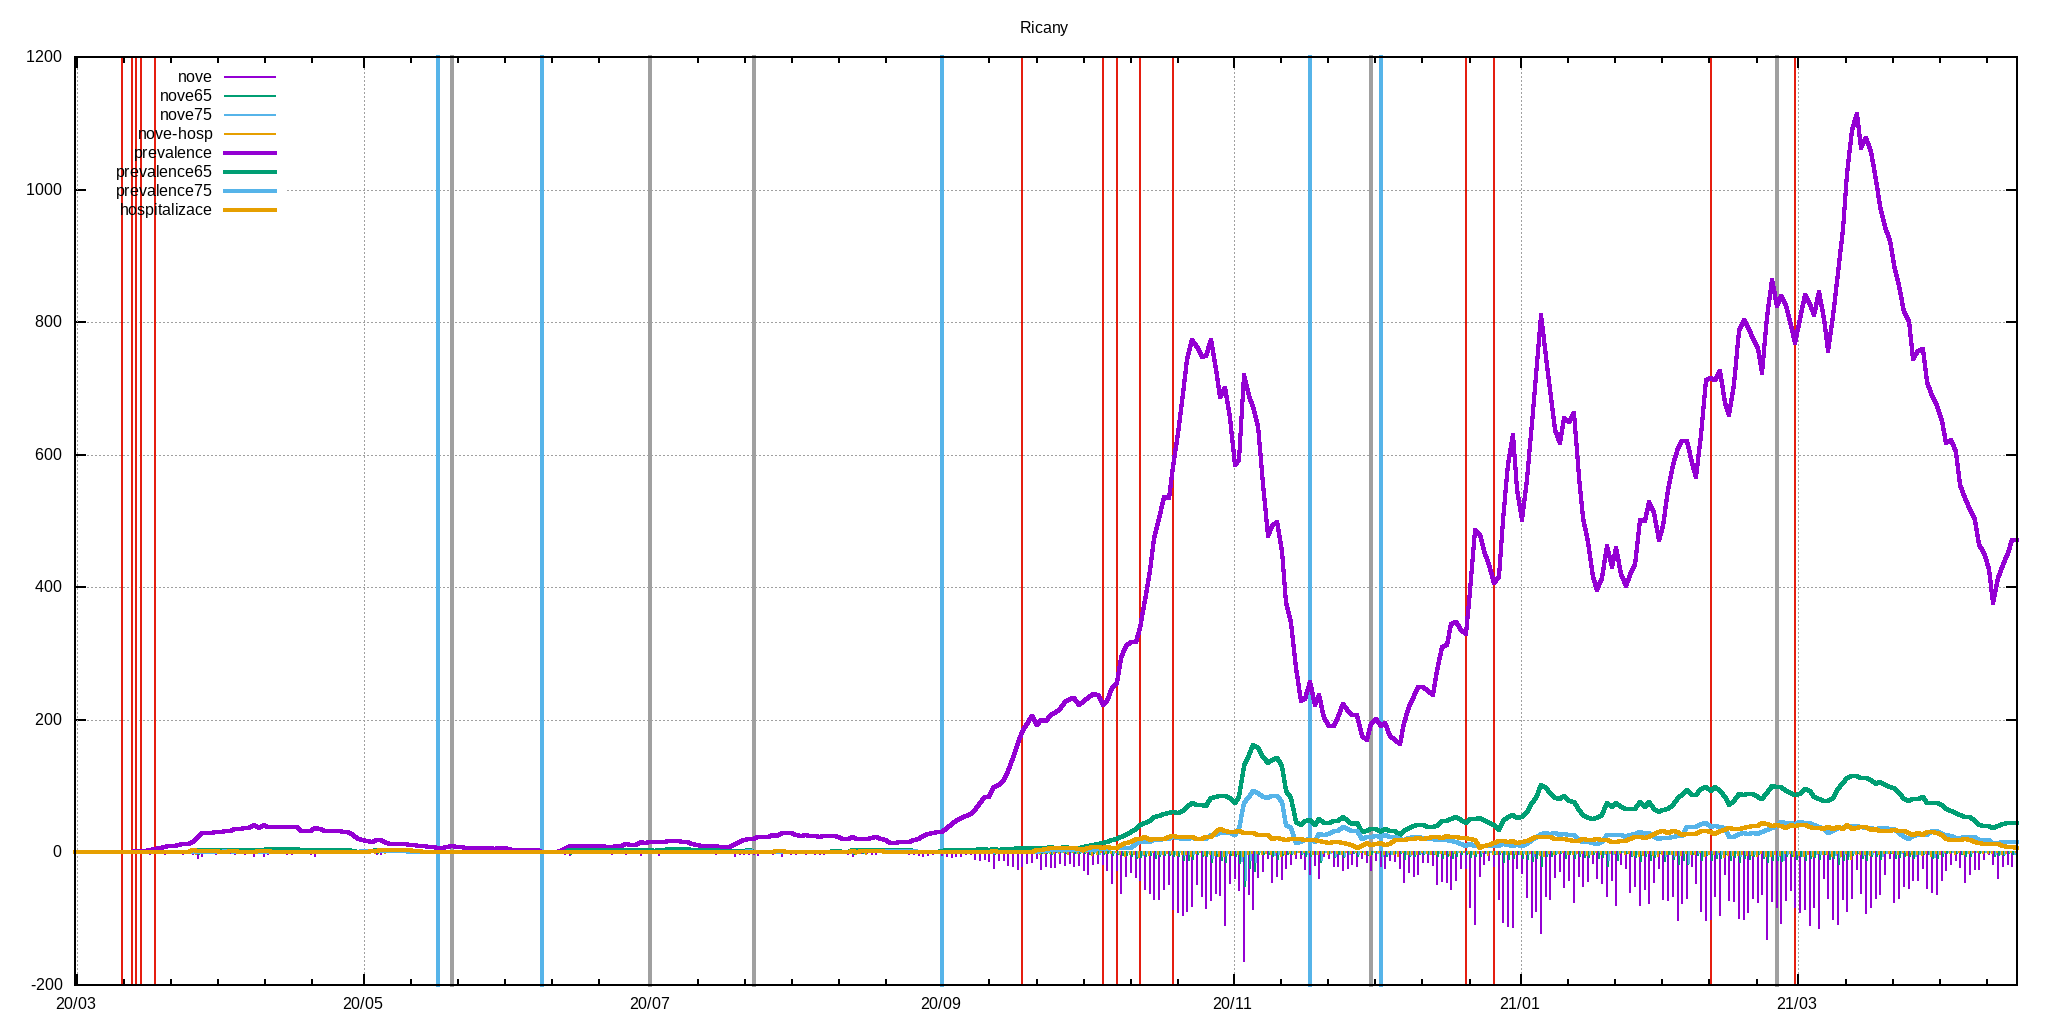 Ricany
1200
1000
800
600
400
200
0
-200
nove
nove65
nove75
nove-hosp
prevalence
prevalence65
prevalence75
hospitalizace
20/03
20/05
20/07
20/09
20/11
21/01
21/03